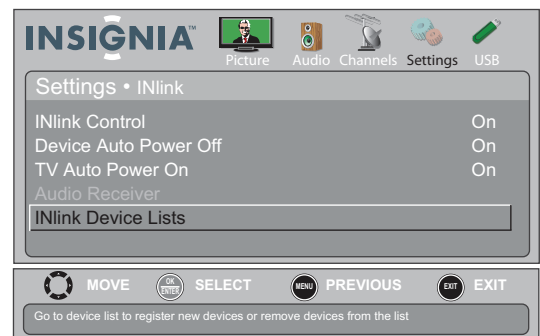 INSIGNIA™
Picture Audio Channels Settings USB
Settings • INlink
INlink Control On
Device Auto Power Off On
TV Auto Power On On
Audio Receiver
INlink Device Lists
MOVE OK ENTER SELECT MENU PREVIOUS EXIT EXIT
Go to device list to register new devices or remove devices from the list